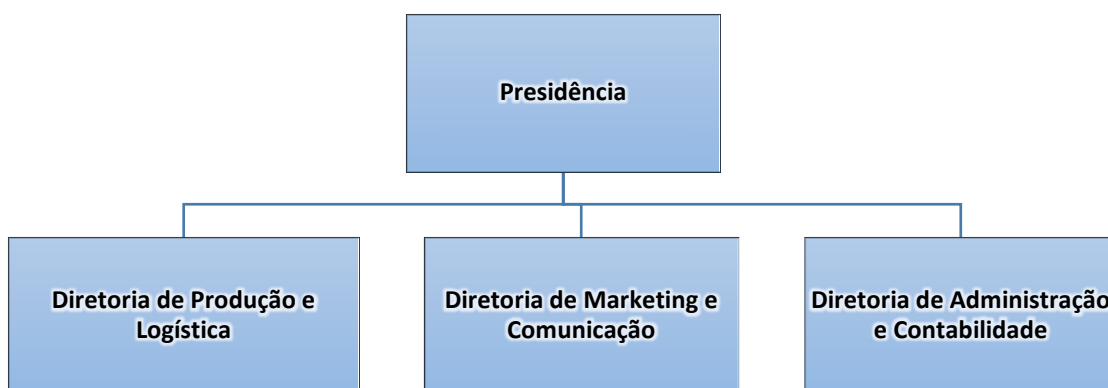 Presidência
Diretoria de Produção e
Logística
Diretoria de Marketing e
Comunicação
Diretoria de Administração
e Contabilidade